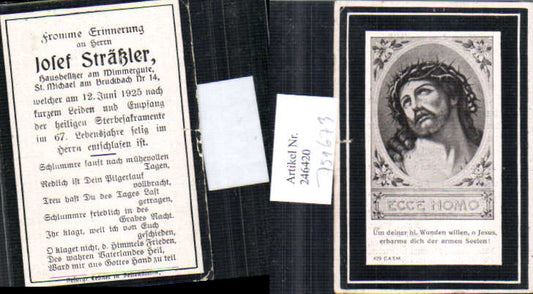 Fromme Erinnerung
an Herrn
Josef Sträßler,
Hausbesitzer am Wimmergute,
St. Michael am Bruckbach Nr 14,
welcher am 12. Juni 1925 nach
kurzem Leiden und Empfang
der heiligen Sterbesakramente
im 67. Lebensjahre selig im
Herrn entschlafen ist.
Schlummre sanft nach mühevollen
Tagen,
Redlich ist Dein Pilgerlauf
vollbracht,
Treu hast Du des Tages Last
getragen,
Schlummre friedlich in des
Grabes Nacht.
Ihr klagt, weil ich von Euch
geschieden,
O klaget nicht, d. Himmels Frieden,
Des wahren Vaterlandes Heil,
Ward mir aus Gottes Hand zu teil
Artikel Nr.
246420
751673
ECCE HOMO
Um deiner hl. Wunden willen, o Jesus,
erbarme dich der armen Seelen!